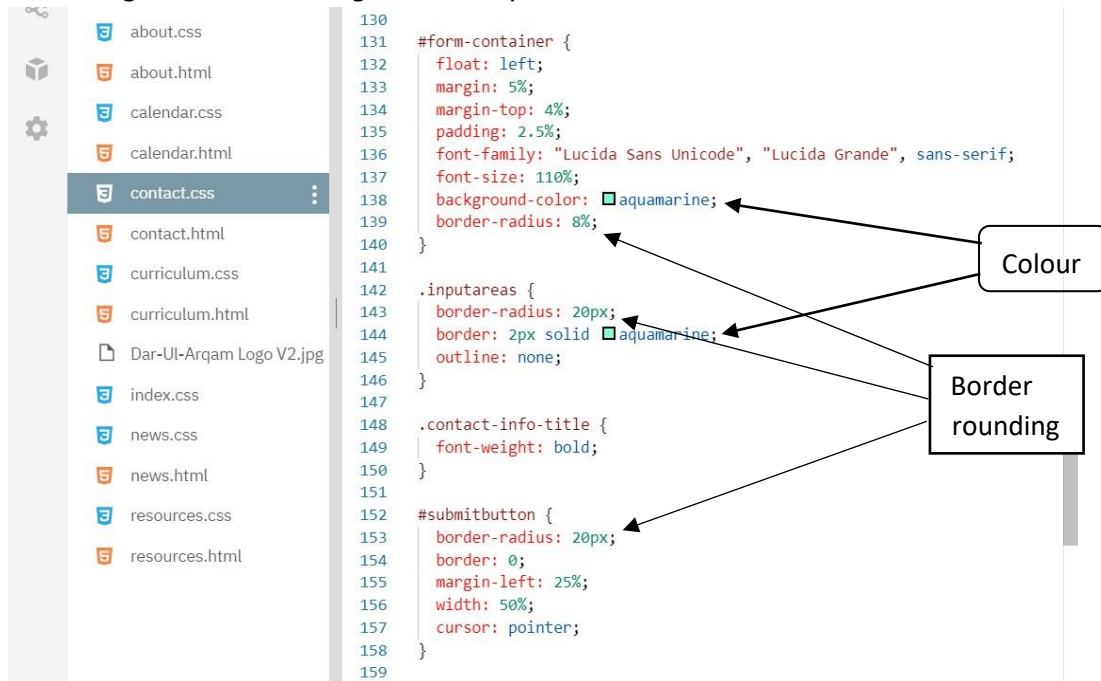 about.css
about.html
calendar.css
calendar.html
contact.css
contact.html
curriculum.css
curriculum.html
Dar-Ul-Arqam Logo V2.jpg
index.css
news.css
news.html
resources.css
resources.html
130
131 #form-container {
132 float: left;
133 margin: 5%;
134 margin-top: 4%;
135 padding: 2.5%;
136 font-family: "Lucida Sans Unicode", "Lucida Grande", sans-serif;
137 font-size: 110%;
138 background-color: aquamarine;
139 border-radius: 8%;
140 }
141
142 .inputareas {
143 border-radius: 20px;
144 border: 2px solid aquamarine;
145 outline: none;
146 }
147
148 .contact-info-title {
149 font-weight: bold;
150 }
151
152 #submitbutton {
153 border-radius: 20px;
154 border: 0;
155 margin-left: 25%;
156 width: 50%;
157 cursor: pointer;
158 }
159
Colour
Border
rounding